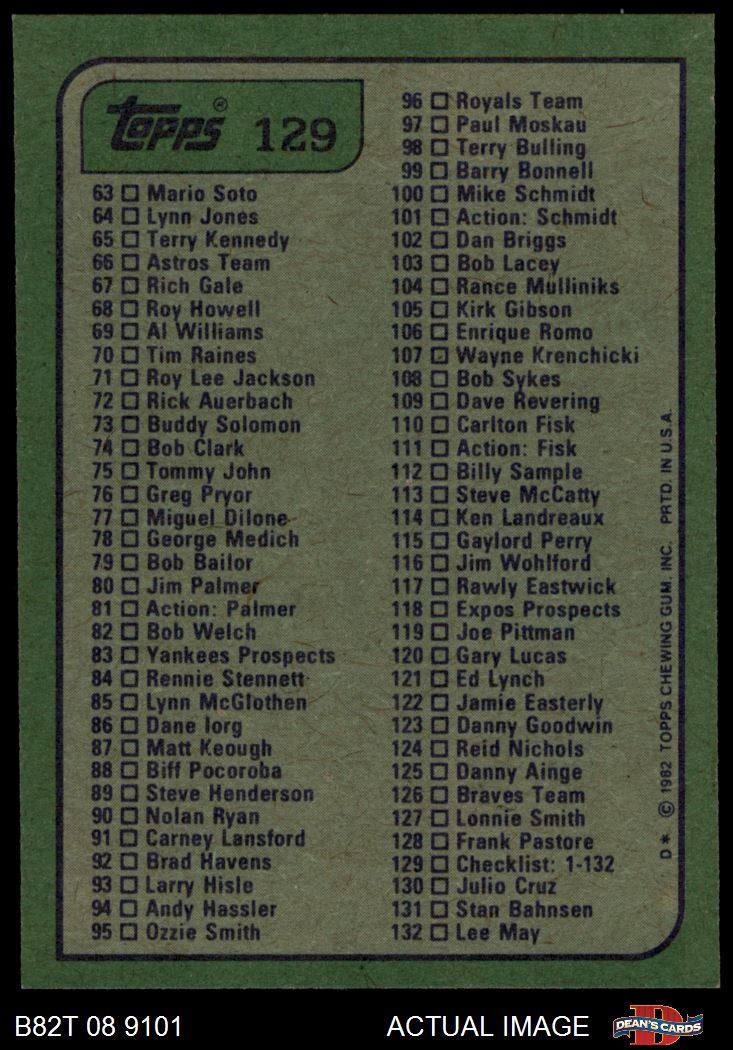 Topps® 129
63 Mario Soto
64 Lynn Jones
65 Terry Kennedy
66 Astros Team
67 Rich Gale
68 Roy Howell
69 Al Williams
70 Tim Raines
71 Roy Lee Jackson
72 Rick Auerbach
73 Buddy Solomon
74 Bob Clark
75 Tommy John
76 Greg Pryor
77 Miguel Dilone
78 George Medich
79 Bob Bailor
80 Jim Palmer
81 Action: Palmer
82 Bob Welch
83 Yankees Prospects
84 Rennie Stennett
85 Lynn McGlothen
86 Dane Iorg
87 Matt Keough
88 Biff Pocoroba
89 Steve Henderson
90 Nolan Ryan
91 Carney Lansford
92 Brad Havens
93 Larry Hisle
94 Andy Hassler
95 Ozzie Smith
96 Royals Team
97 Paul Moskau
98 Terry Bulling
99 Barry Bonnell
100 Mike Schmidt
101 Action: Schmidt
102 Dan Briggs
103 Bob Lacey
104 Rance Mulliniks
105 Kirk Gibson
106 Enrique Romo
107 Wayne Krenchicki
108 Bob Sykes
109 Dave Revering
110 Carlton Fisk
111 Action: Fisk
112 Billy Sample
113 Steve McCatty
114 Ken Landreaux
115 Gaylord Perry
116 Jim Wohlford
117 Rawly Eastwick
118 Expos Prospects
119 Joe Pittman
120 Gary Lucas
121 Ed Lynch
122 Jamie Easterly
123 Danny Goodwin
124 Reid Nichols
125 Danny Ainge
126 Braves Team
127 Lonnie Smith
128 Frank Pastore
129 Checklist: 1-132
130 Julio Cruz
131 Stan Bahnsen
132 Lee May
D* © 1982 TOPPS CHEWING GUM. INC. PRTD. IN U.S.A.
B82T 08 9101 ACTUAL IMAGE D DEAN'S CARDS